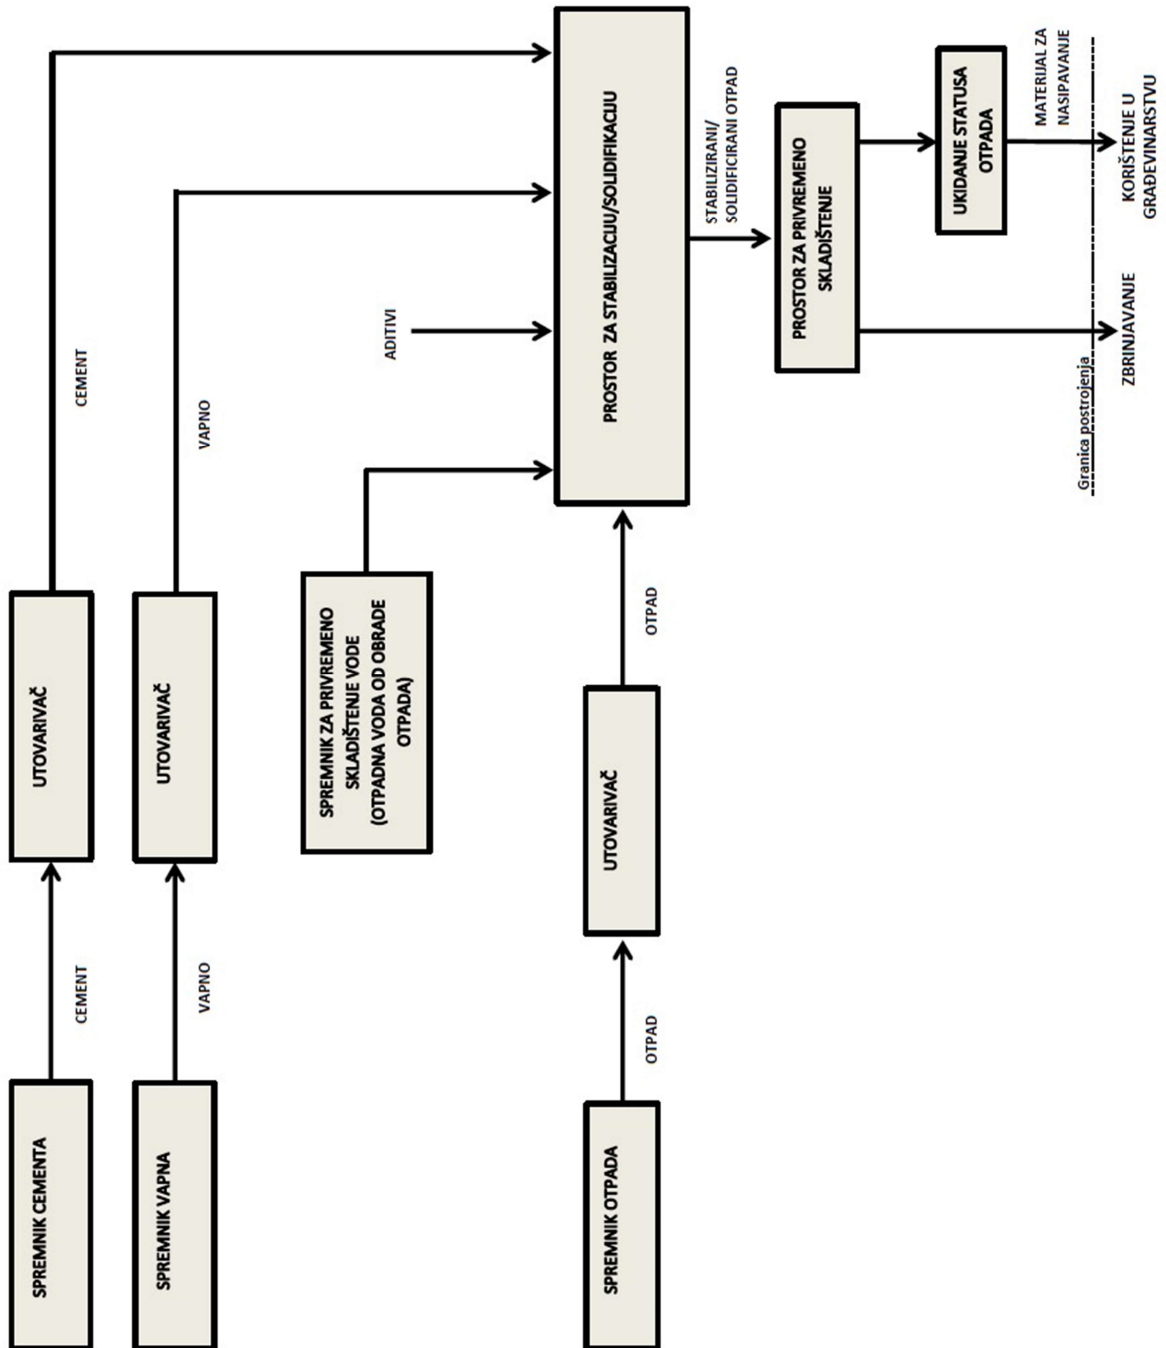 SPREMNIK CEMENTA
CEMENT
UTOVARIVAČ
CEMENT
SPREMNIK VAPNA
VAPNO
UTOVARIVAČ
VAPNO
SPREMNIK ZA PRIVREMENO
SKLADIŠTENJE VODE
(OTPADNA VODA OD OBRADE
OTPADA)
ADITIVI
SPREMNIK OTPADA
OTPAD
UTOVARIVAČ
OTPAD
PROSTOR ZA STABILIZACIJU/SOLIDIFIKACIJU
STABILIZIRANI/
SOLIDIFICIRANI OTPAD
PROSTOR ZA PRIVREMENO
SKLADIŠTENJE
UKIDANJE STATUSA
OTPADA
MATERIJAL ZA
NASIPAVANJE
Granica postrojenja
ZBRINJAVANJE
KORIŠTENJE U
GRAĐEVINARSTVU